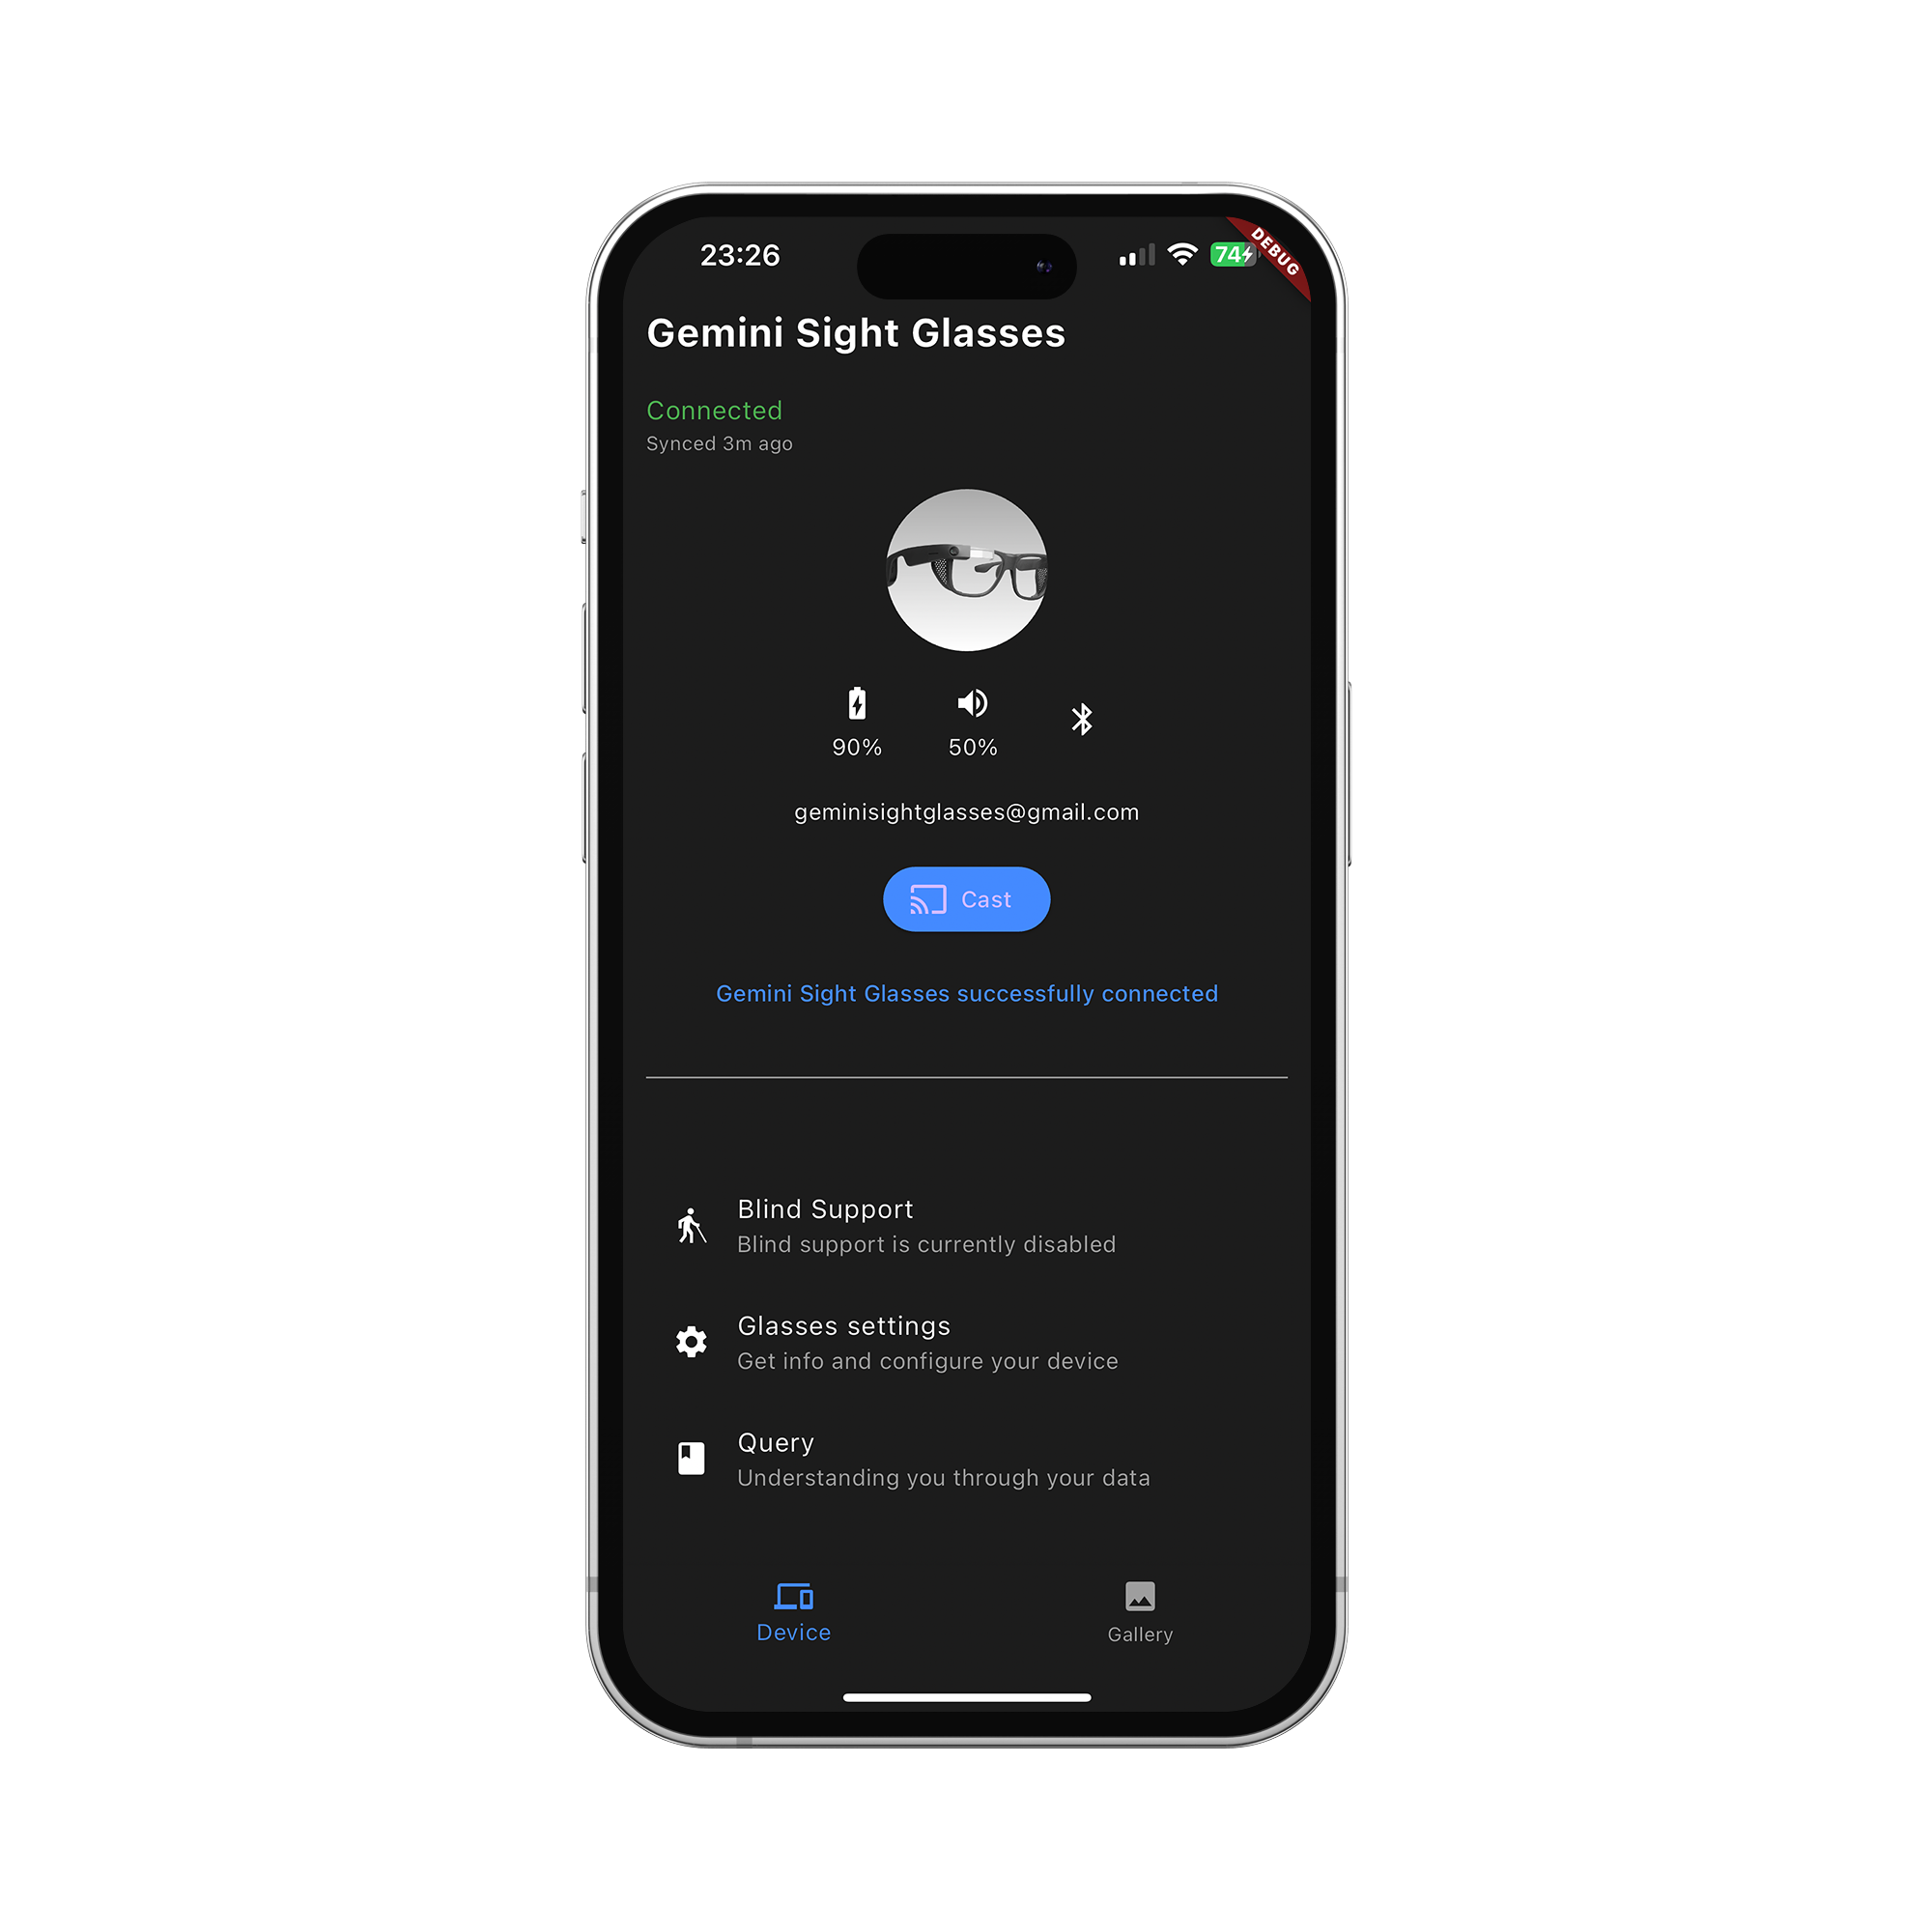 23:26
74
DEBUG
Gemini Sight Glasses
Connected
Synced 3m ago
90%
50%
geminisightglasses@gmail.com
Cast
Gemini Sight Glasses successfully connected
Blind Support
Blind support is currently disabled
Glasses settings
Get info and configure your device
Query
Understanding you through your data
Device
Gallery